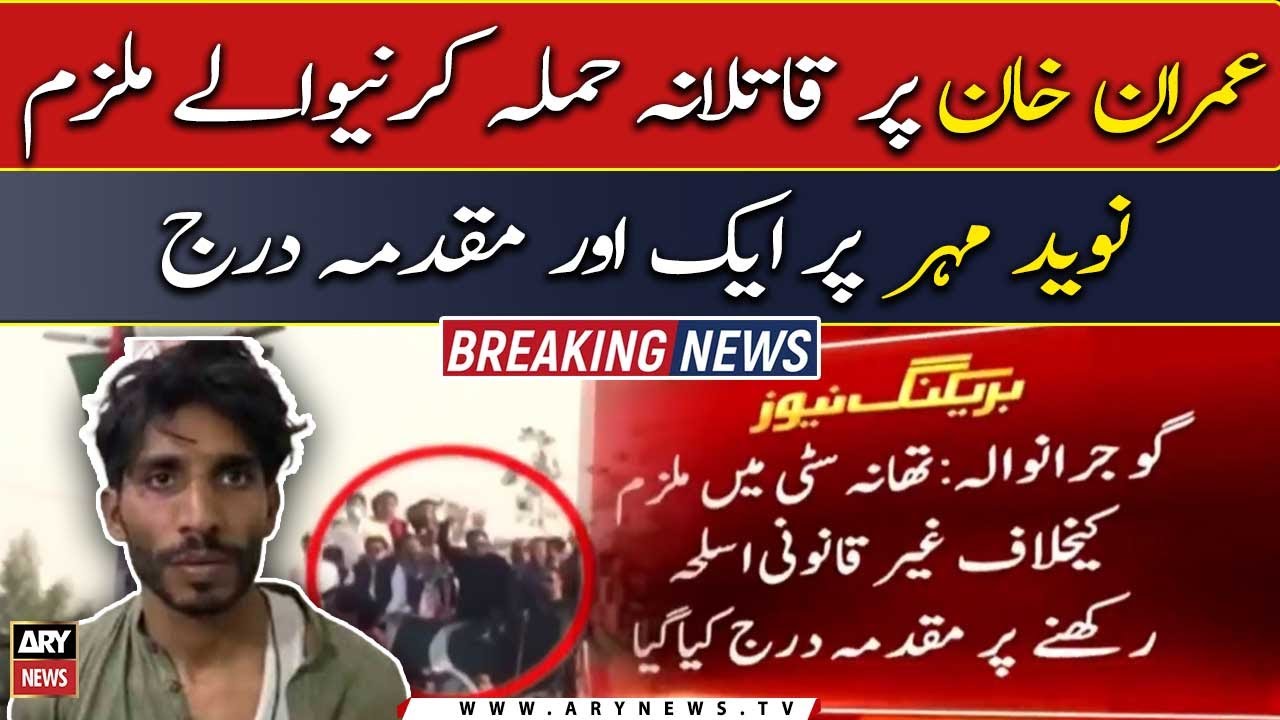 عمران خان پر قاتلانہ حملہ کرنیوالے ملزم
نوید مہر پر ایک اور مقدمہ درج
BREAKING NEWS
بریکنگ نیوز
گوجرانوالہ: تھانہ سٹی میں ملزم
کیخلاف غیر قانونی اسلحہ
رکھنے پر مقدمہ درج کیا گیا
ARY
NEWS
WWW.ARYNEWS.TV